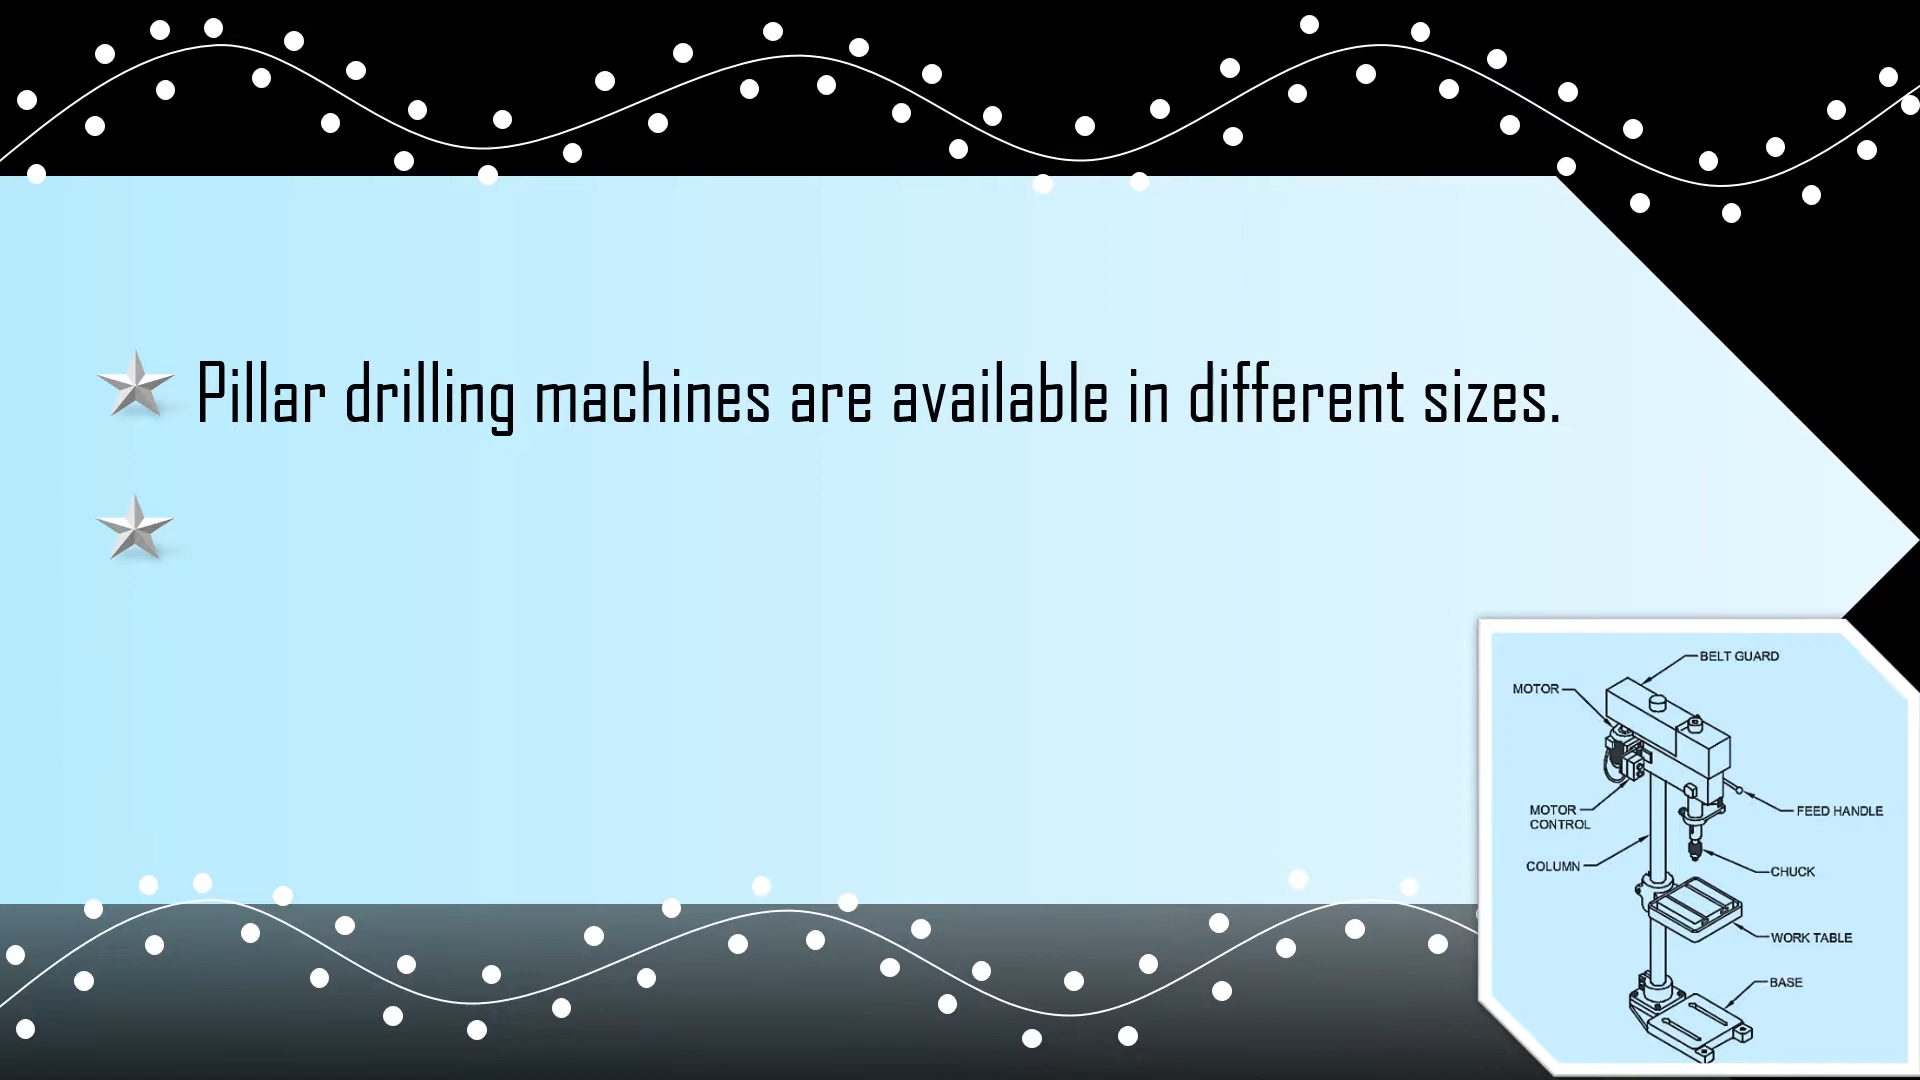 Pillar drilling machines are available in different sizes.
BELT GUARD
MOTOR
MOTOR
CONTROL
FEED HANDLE
COLUMN
CHUCK
WORK TABLE
BASE